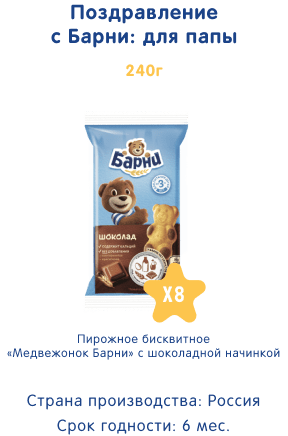 Поздравление
с Барни: для папы
240г
Барни
ШОКОЛАД
X8
Пирожное бисквитное
«Медвежонок Барни» с шоколадной начинкой
Страна производства: Россия
Срок годности: 6 мес.